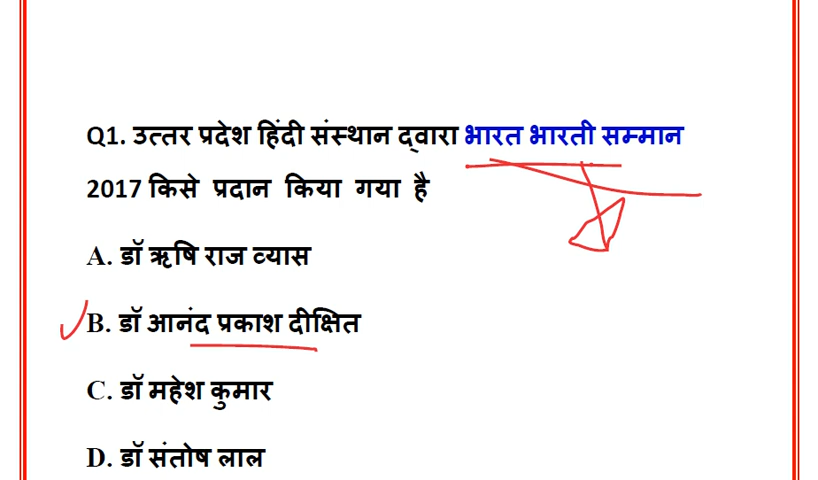 Q1. उत्तर प्रदेश हिंदी संस्थान द्वारा भारत भारती सम्मान
2017 किसे प्रदान किया गया है
A. डॉ ऋषि राज व्यास
B. डॉ आनंद प्रकाश दीक्षित
C. डॉ महेश कुमार
D. डॉ संतोष लाल